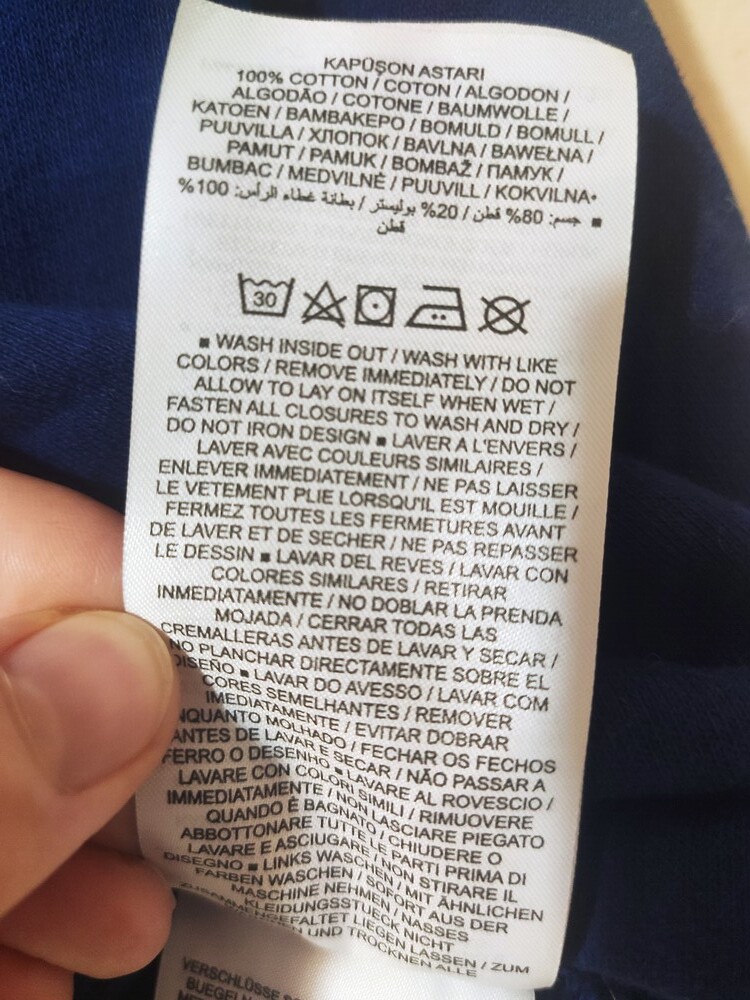 KAPÜŞON ASTARI
100% COTTON / COTON / ALGODON /
ALGODÃO / COTONE / BAUMWOLLE /
KATOEN / BAMBAKEPO / BOMULD / BOMULL /
PUUVILLA / ХЛОПОК / BAVLNA / BAWEŁNA /
PAMUT / PAMUK / BOMBAŽ / ПАМУК /
BUMBAC / MEDVILNĖ / PUUVILL / KOKVILNA•
■ جسم: 80% قطن / 20% بوليستر / بطانة غطاء الرأس: 100%
قطن
30
■ WASH INSIDE OUT / WASH WITH LIKE
COLORS / REMOVE IMMEDIATELY / DO NOT
ALLOW TO LAY ON ITSELF WHEN WET /
FASTEN ALL CLOSURES TO WASH AND DRY /
DO NOT IRON DESIGN ■ LAVER A L'ENVERS /
LAVER AVEC COULEURS SIMILAIRES /
ENLEVER IMMEDIATEMENT / NE PAS LAISSER
LE VETEMENT PLIE LORSQU'IL EST MOUILLE /
FERMEZ TOUTES LES FERMETURES AVANT
DE LAVER ET DE SECHER / NE PAS REPASSER
LE DESSIN ■ LAVAR DEL REVES / LAVAR CON
COLORES SIMILARES / RETIRAR
INMEDIATAMENTE / NO DOBLAR LA PRENDA
MOJADA / CERRAR TODAS LAS
CREMALLERAS ANTES DE LAVAR Y SECAR /
NO PLANCHAR DIRECTAMENTE SOBRE EL
DISEÑO ■ LAVAR DO AVESSO / LAVAR COM
CORES SEMELHANTES / REMOVER
IMEDIATAMENTE / EVITAR DOBRAR
ENQUANTO MOLHADO / FECHAR OS FECHOS
ANTES DE LAVAR E SECAR / NÃO PASSAR A
FERRO O DESENHO ■ LAVARE AL ROVESCIO /
LAVARE CON COLORI SIMILI / RIMUOVERE
IMMEDIATAMENTE / NON LASCIARE PIEGATO
QUANDO È BAGNATO / CHIUDERE O
ABBOTTONARE TUTTE LE PARTI PRIMA DI
LAVARE E ASCIUGARE / NON STIRARE IL
DISEGNO ■ LINKS WASCHEN / MIT ÄHNLICHEN
FARBEN WASCHEN / SOFORT AUS DER
MASCHINE NEHMEN / NASSES
KLEIDUNGSSTUECK NICHT
ZUSAMMENGEFALTET LIEGEN LASSEN / ZUM
UND TROCKNEN ALLE
VERSCHLÜSSE